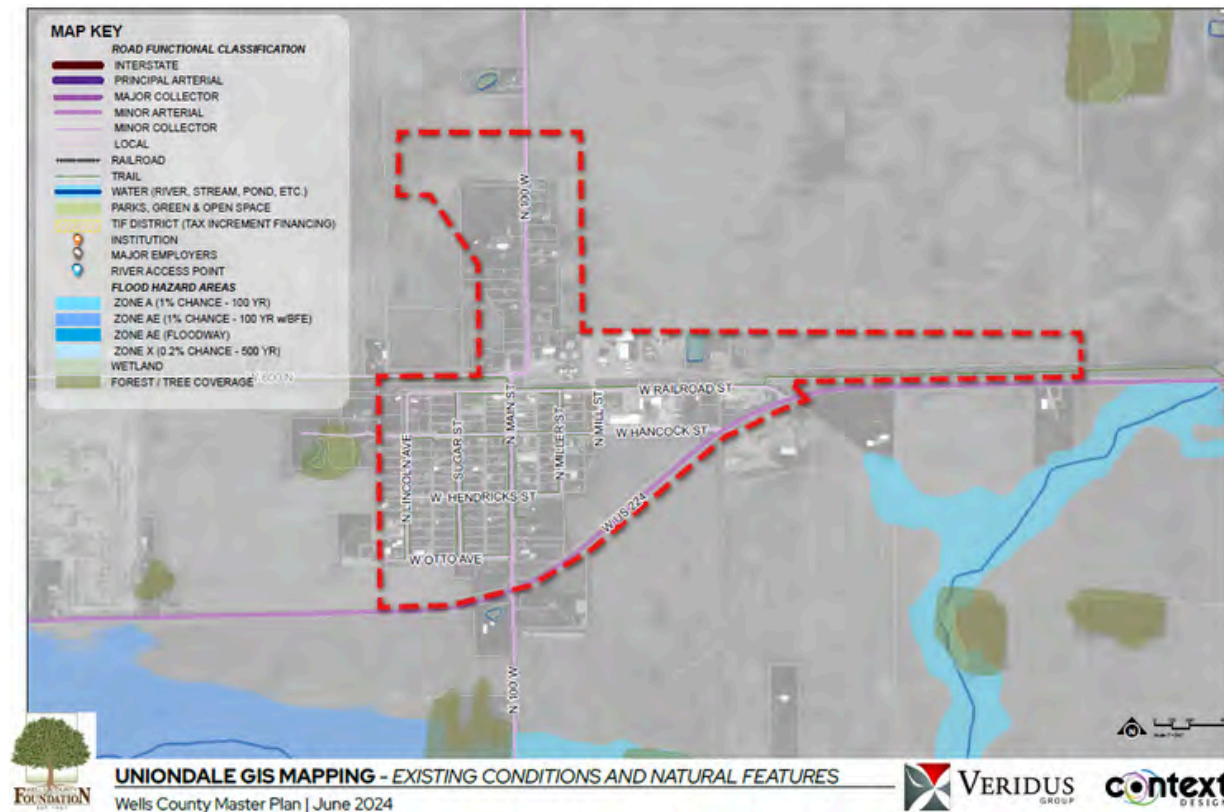 MAP KEY
ROAD FUNCTIONAL CLASSIFICATION
INTERSTATE
PRINCIPAL ARTERIAL
MAJOR COLLECTOR
MINOR ARTERIAL
MINOR COLLECTOR
LOCAL
RAILROAD
TRAIL
WATER (RIVER, STREAM, POND, ETC.)
PARKS, GREEN & OPEN SPACE
TIF DISTRICT (TAX INCREMENT FINANCING)
INSTITUTION
MAJOR EMPLOYERS
RIVER ACCESS POINT
FLOOD HAZARD AREAS
ZONE A (1% CHANCE - 100 YR)
ZONE AE (1% CHANCE - 100 YR w/BFE)
ZONE AE (FLOODWAY)
ZONE X (0.2% CHANCE - 500 YR)
WETLAND
FOREST / TREE COVERAGE
N 100 W
W 600 N
W RAILROAD ST
N LINCOLN AVE
SUGAR ST
N MAIN ST
N MILLER ST
N MILL ST
W HANCOCK ST
W HENDRICKS ST
W US 224
W OTTO AVE
N 100 W
N
WELLS COUNTY
FOUNDATION
UNIONDALE GIS MAPPING - EXISTING CONDITIONS AND NATURAL FEATURES
Wells County Master Plan | June 2024
VERIDUS
GROUP
context
DESIGN